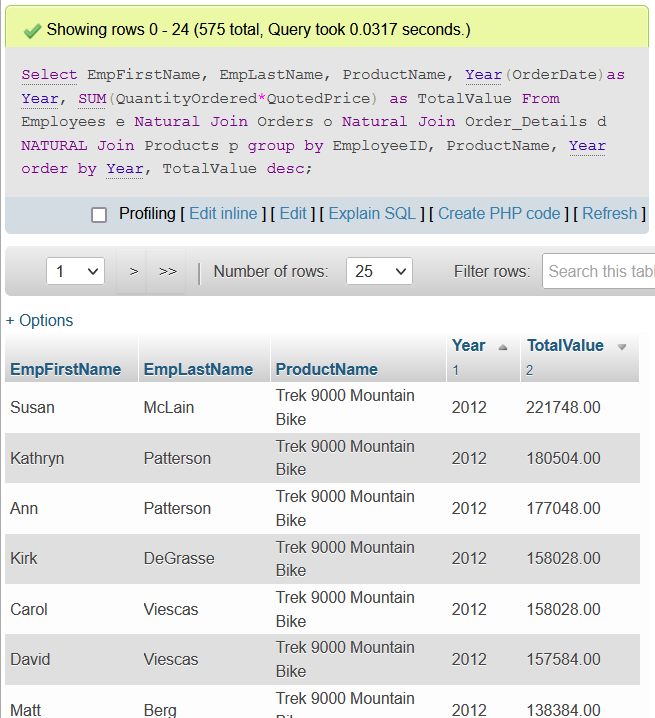 Showing rows 0 - 24 (575 total, Query took 0.0317 seconds.)
Select EmpFirstName, EmpLastName, ProductName, Year(OrderDate)as
Year, SUM(QuantityOrdered*QuotedPrice) as TotalValue From
Employees e Natural Join Orders o Natural Join Order_Details d
NATURAL Join Products p group by EmployeeID, ProductName, Year
order by Year, TotalValue desc;
Profiling [ Edit inline ] [ Edit ] [ Explain SQL ] [ Create PHP code ] [ Refresh ]
1 > >> Number of rows: 25 Filter rows: Search this tabl
+ Options
EmpFirstName EmpLastName ProductName Year 1 TotalValue 2
Susan McLain Trek 9000 Mountain Bike 2012 221748.00
Kathryn Patterson Trek 9000 Mountain Bike 2012 180504.00
Ann Patterson Trek 9000 Mountain Bike 2012 177048.00
Kirk DeGrasse Trek 9000 Mountain Bike 2012 158028.00
Carol Viescas Trek 9000 Mountain Bike 2012 158028.00
David Viescas Trek 9000 Mountain Bike 2012 157584.00
Matt Berg Trek 9000 Mountain 2012 138384.00